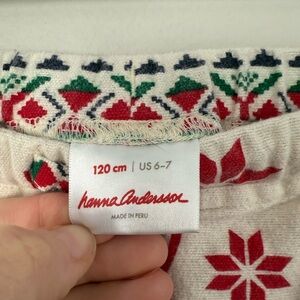 120 cm | US 6-7
hanna andersson
MADE IN PERU